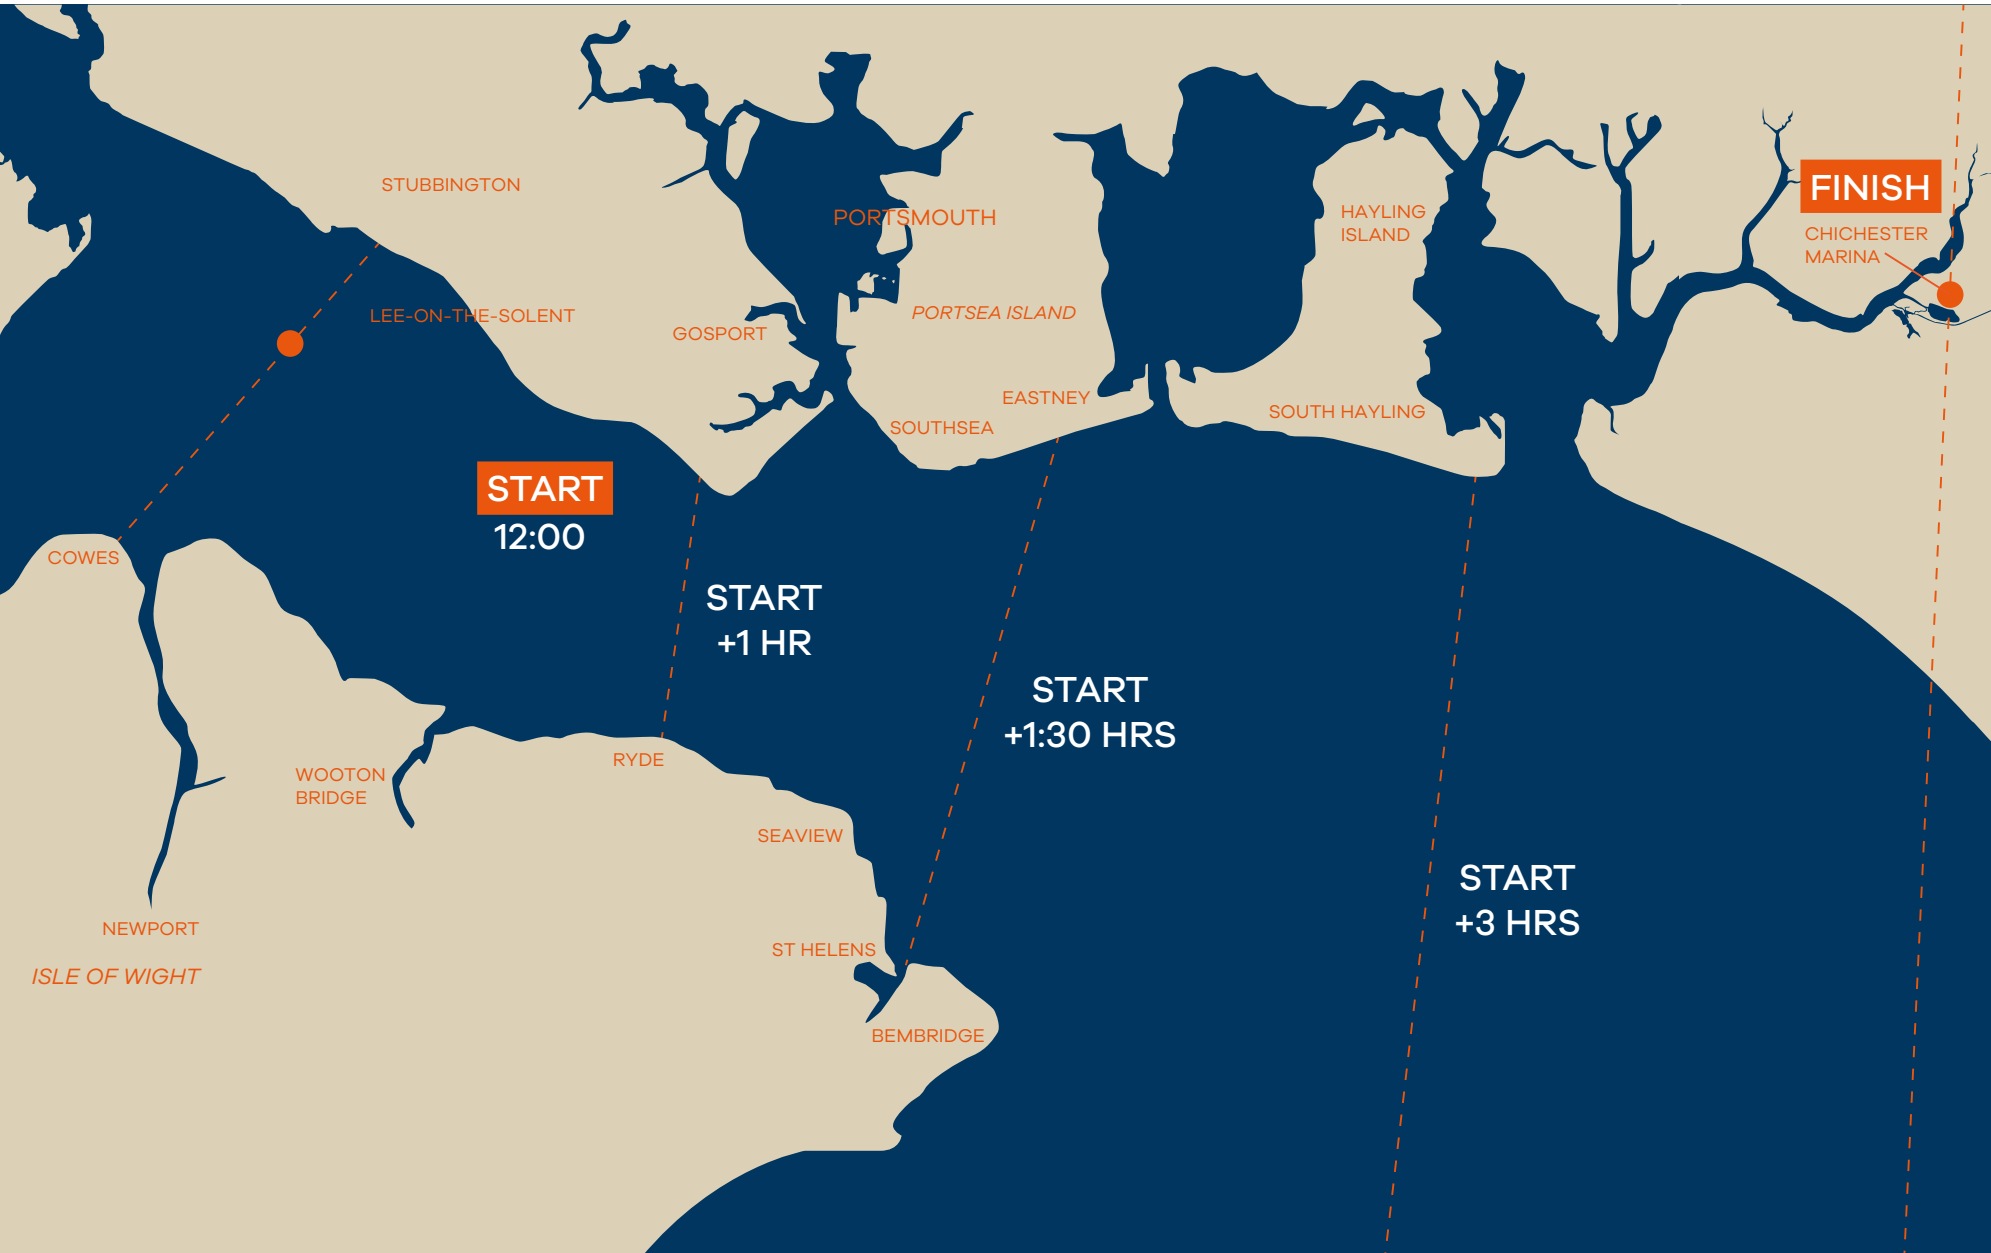 STUBBINGTON
PORTSMOUTH
HAYLING
ISLAND
FINISH
CHICHESTER
MARINA
LEE-ON-THE-SOLENT
GOSPORT
PORTSEA ISLAND
EASTNEY
SOUTHSEA
SOUTH HAYLING
START
12:00
COWES
START
+1 HR
START
+1:30 HRS
RYDE
WOOTON
BRIDGE
SEAVIEW
START
+3 HRS
NEWPORT
ST HELENS
ISLE OF WIGHT
BEMBRIDGE